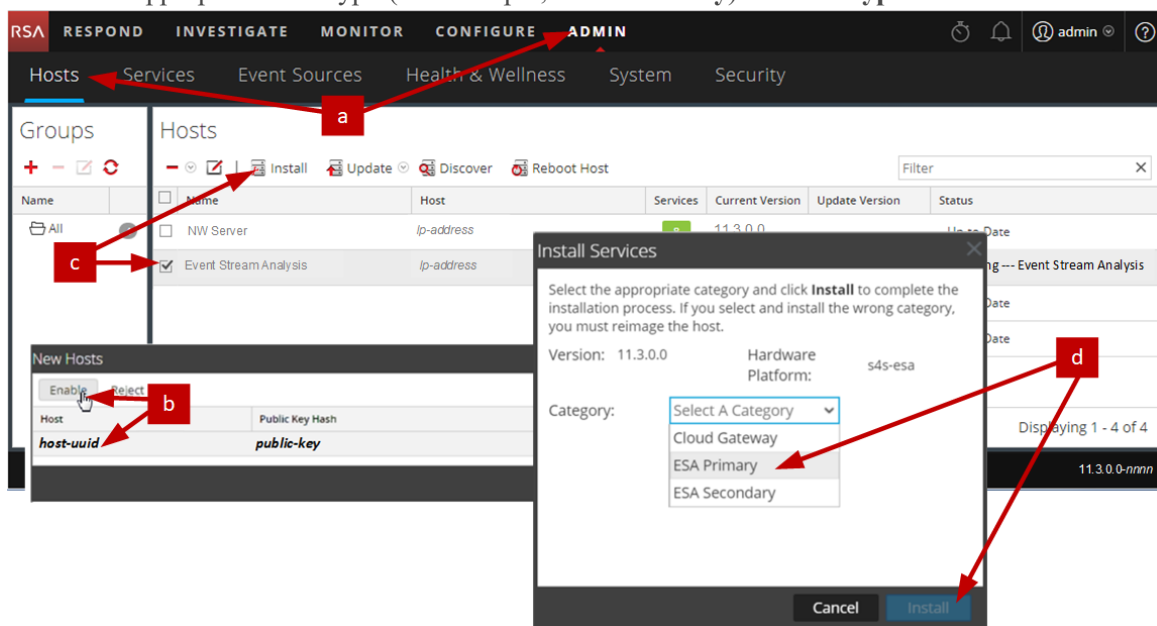 RSA RESPOND INVESTIGATE MONITOR CONFIGURE ADMIN admin
Hosts Services Event Sources Health & Wellness System Security
a
Groups
Hosts
Install Update Discover Reboot Host
Filter
Name
Name Host Services Current Version Update Version Status
All
NW Server Ip-address 8 11.3.0.0 Up-to-Date
c
Event Stream Analysis Ip-address ng --- Event Stream Analysis
Date
Date
Install Services
Select the appropriate category and click Install to complete the
installation process. If you select and install the wrong category,
you must reimage the host.
Version: 11.3.0.0 Hardware Platform: s4s-esa
Category: Select A Category
Cloud Gateway
ESA Primary
ESA Secondary
Cancel Install
d
New Hosts
Enable Reject
b
Host Public Key Hash
host-uuid public-key
Displaying 1 - 4 of 4
11.3.0.0-nnnn